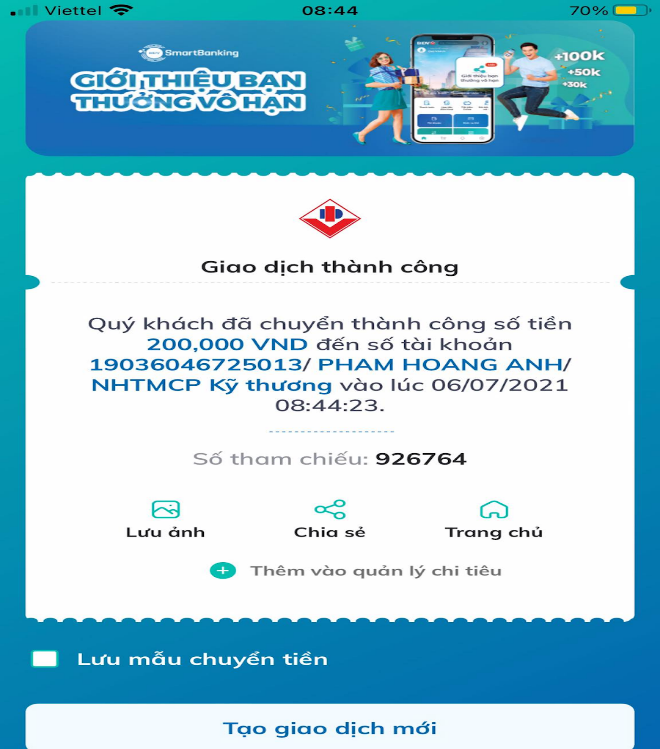 Viettel 08:44 70%
SmartBanking
GIỚI THIỆU BẠN
THƯỞNG VÔ HẠN
+100k
+50k
+30k
Giao dịch thành công
Quý khách đã chuyển thành công số tiền
200,000 VND đến số tài khoản
19036046725013/ PHAM HOANG ANH/
NHTMCP Kỹ thương vào lúc 06/07/2021
08:44:23.
Số tham chiếu: 926764
Lưu ảnh Chia sẻ Trang chủ
Thêm vào quản lý chi tiêu
Lưu mẫu chuyển tiền
Tạo giao dịch mới